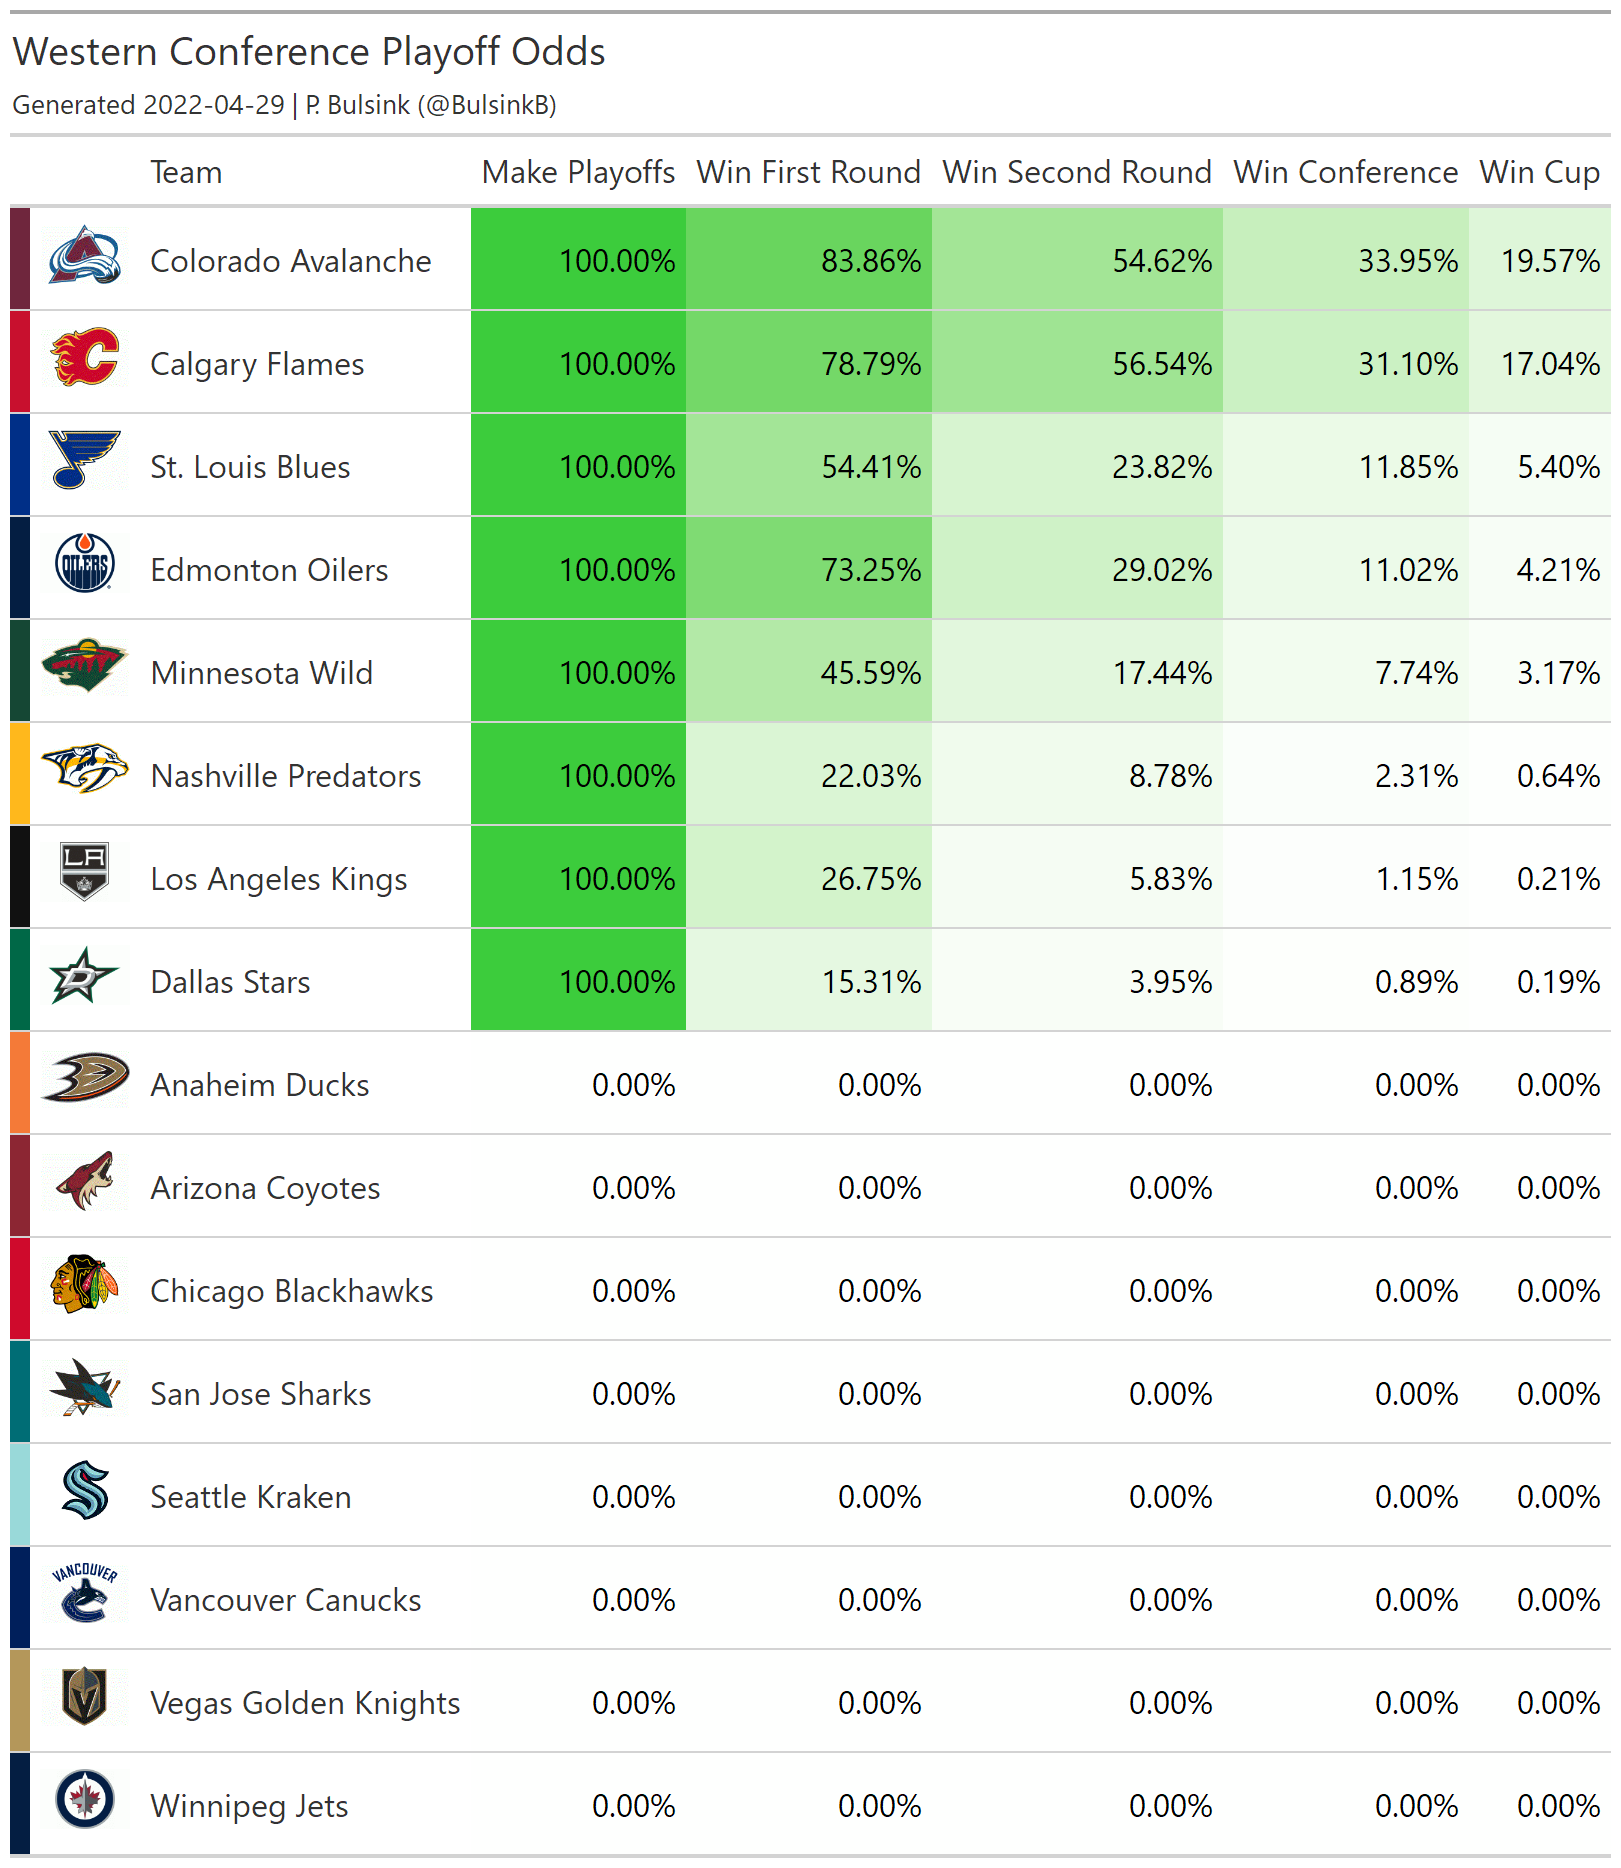 Western Conference Playoff Odds
Generated 2022-04-29 | P. Bulsink (@BulsinkB)
Team Make Playoffs Win First Round Win Second Round Win Conference Win Cup
Colorado Avalanche 100.00% 83.86% 54.62% 33.95% 19.57%
Calgary Flames 100.00% 78.79% 56.54% 31.10% 17.04%
St. Louis Blues 100.00% 54.41% 23.82% 11.85% 5.40%
OILERS Edmonton Oilers 100.00% 73.25% 29.02% 11.02% 4.21%
Minnesota Wild 100.00% 45.59% 17.44% 7.74% 3.17%
Nashville Predators 100.00% 22.03% 8.78% 2.31% 0.64%
LA Los Angeles Kings 100.00% 26.75% 5.83% 1.15% 0.21%
D Dallas Stars 100.00% 15.31% 3.95% 0.89% 0.19%
Anaheim Ducks 0.00% 0.00% 0.00% 0.00% 0.00%
Arizona Coyotes 0.00% 0.00% 0.00% 0.00% 0.00%
Chicago Blackhawks 0.00% 0.00% 0.00% 0.00% 0.00%
San Jose Sharks 0.00% 0.00% 0.00% 0.00% 0.00%
Seattle Kraken 0.00% 0.00% 0.00% 0.00% 0.00%
VANCOUVER Vancouver Canucks 0.00% 0.00% 0.00% 0.00% 0.00%
Vegas Golden Knights 0.00% 0.00% 0.00% 0.00% 0.00%
Winnipeg Jets 0.00% 0.00% 0.00% 0.00% 0.00%